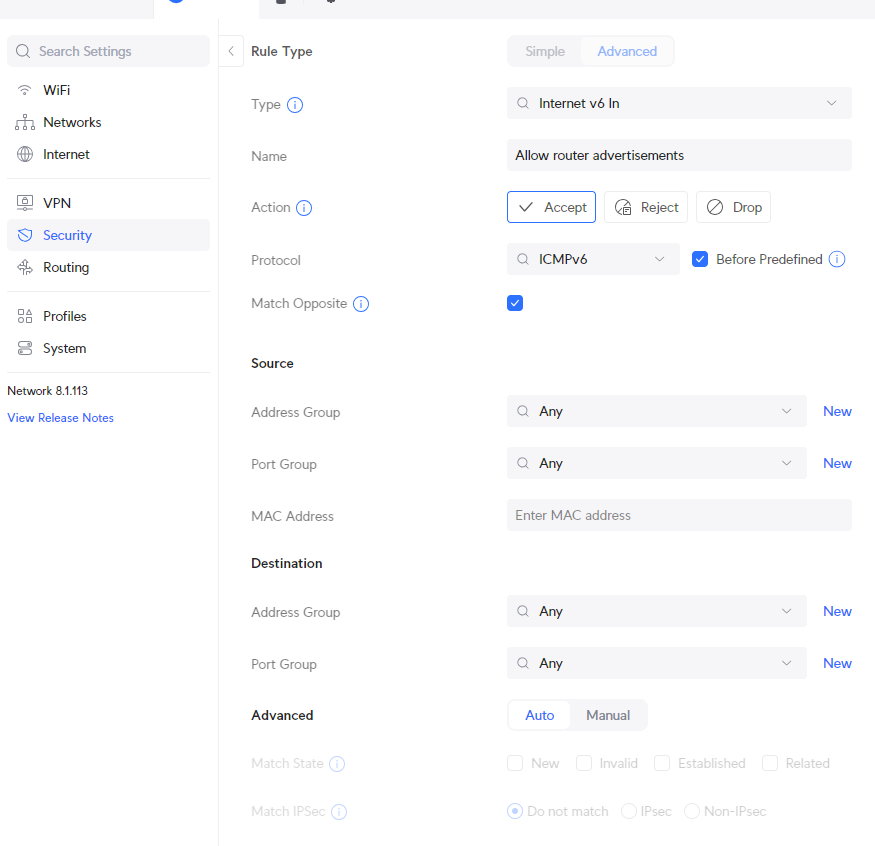 Search Settings
WiFi
Networks
Internet
VPN
Security
Routing
Profiles
System
Network 8.1.113
View Release Notes
Rule Type Simple Advanced
Type Internet v6 In
Name Allow router advertisements
Action Accept Reject Drop
Protocol ICMPv6 Before Predefined
Match Opposite
Source
Address Group Any New
Port Group Any New
MAC Address Enter MAC address
Destination
Address Group Any New
Port Group Any New
Advanced Auto Manual
Match State New Invalid Established Related
Match IPSec Do not match IPsec Non-IPsec